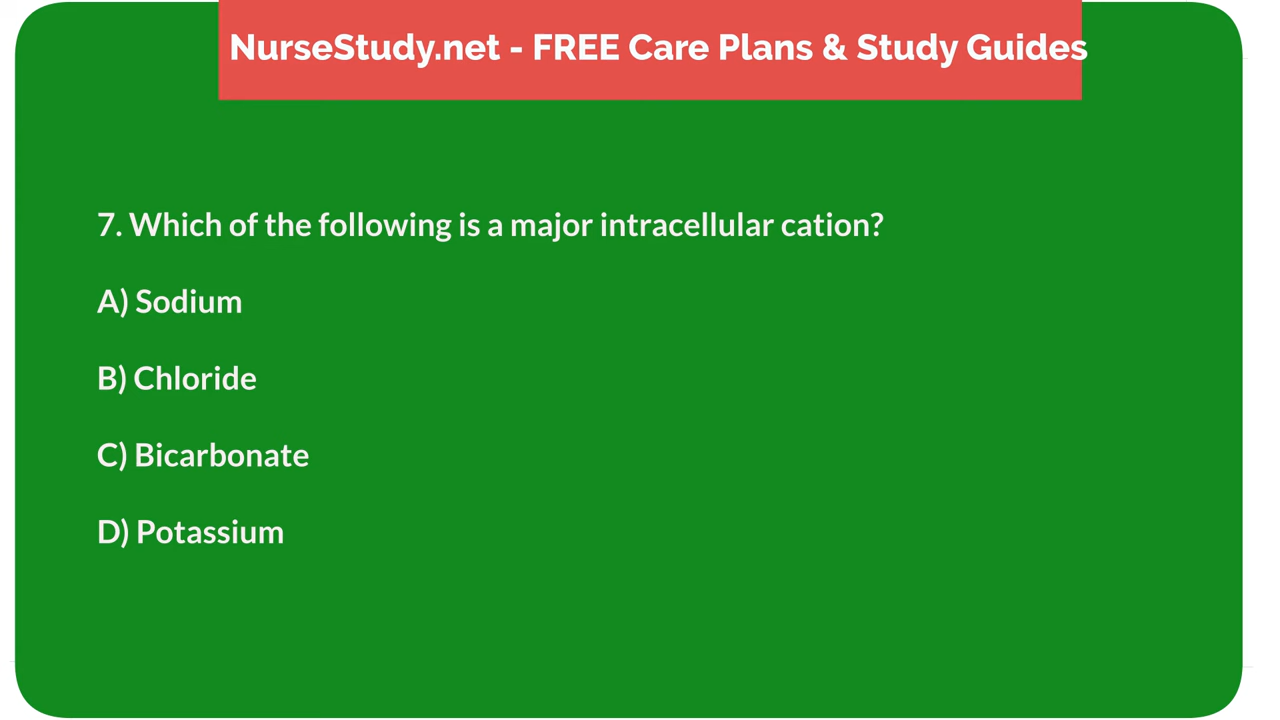 NurseStudy.net - FREE Care Plans & Study Guides
7. Which of the following is a major intracellular cation?
A) Sodium
B) Chloride
C) Bicarbonate
D) Potassium